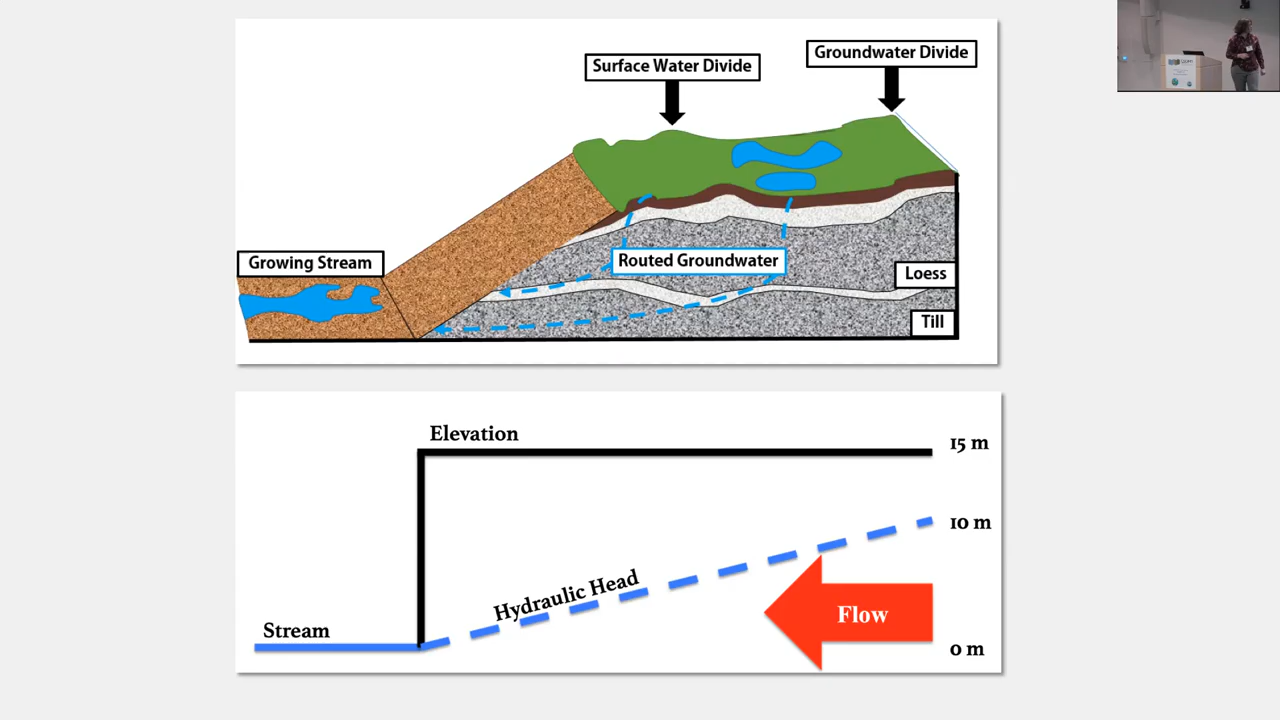 Groundwater Divide
Surface Water Divide
Growing Stream
Routed Groundwater
Loess
Till
Elevation
15 m
10 m
Hydraulic Head
Flow
Stream
0 m